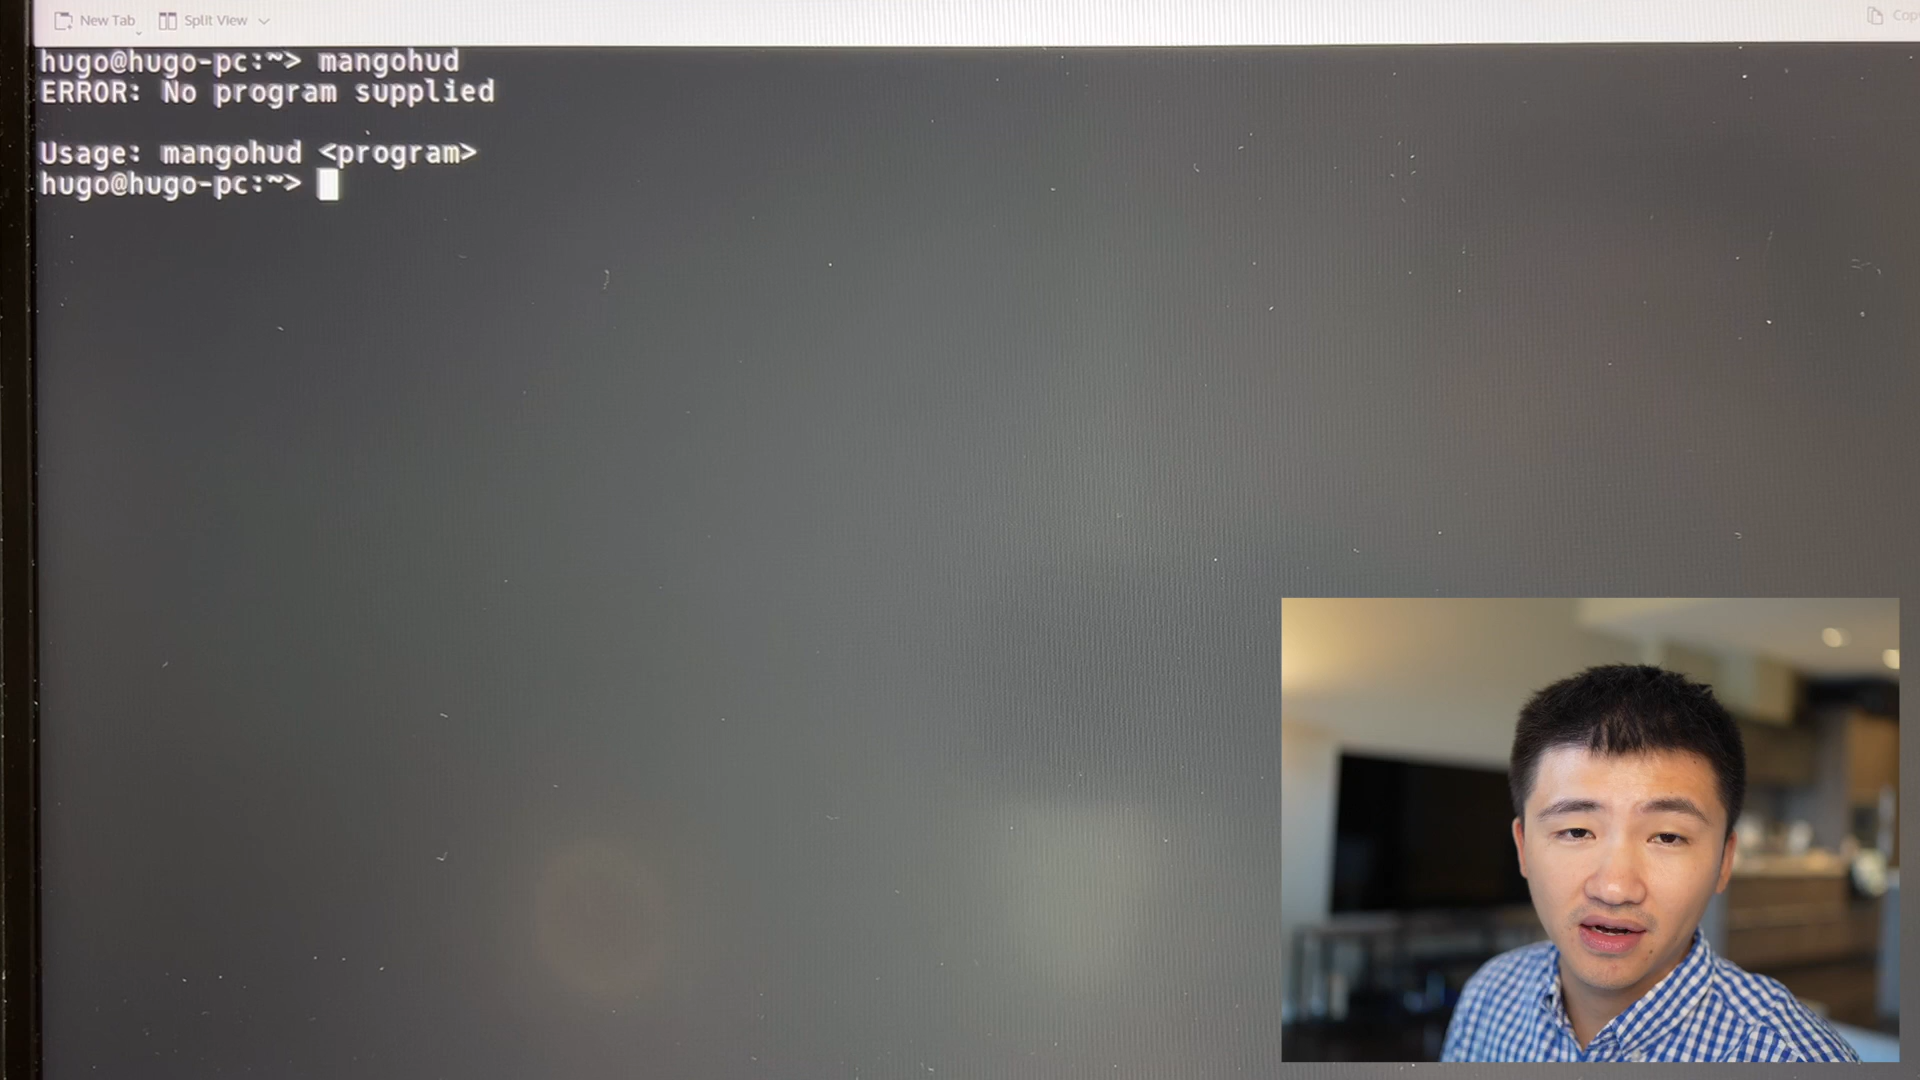 New Tab Split View
hugo@hugo-pc:~> mangohud
ERROR: No program supplied
Usage: mangohud <program>
hugo@hugo-pc:~>